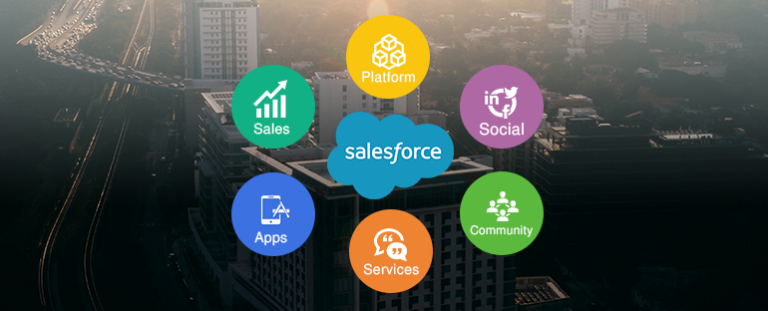 Platform
Sales
Social
salesforce
Apps
Community
Services